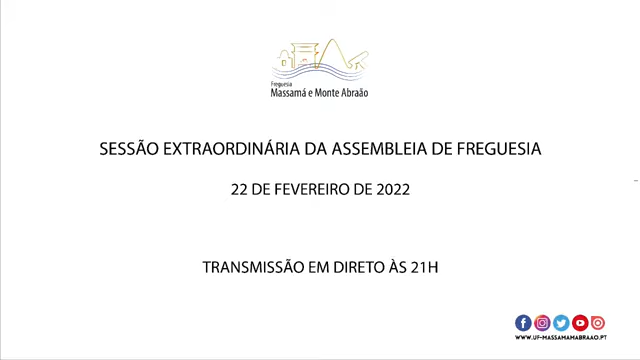 Freguesia
Massamá e Monte Abraão
SESSÃO EXTRAORDINÁRIA DA ASSEMBLEIA DE FREGUESIA
22 DE FEVEREIRO DE 2022
TRANSMISSÃO EM DIRETO ÀS 21H
WWW.UF-MASSAMAMABRAAO.PT